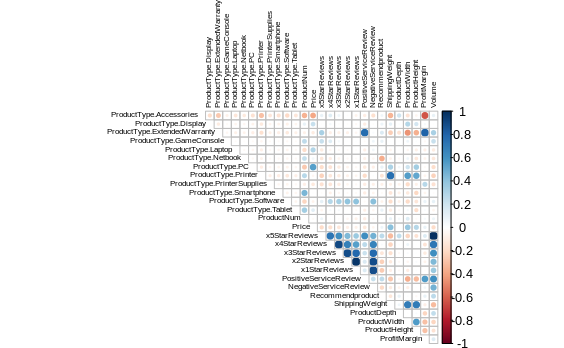 ProductType.Display
ProductType.ExtendedWarranty
ProductType.GameConsole
ProductType.Laptop
ProductType.Netbook
ProductType.PC
ProductType.Printer
ProductType.PrinterSupplies
ProductType.Smartphone
ProductType.Software
ProductType.Tablet
ProductNum
Price
x5StarReviews
x4StarReviews
x3StarReviews
x2StarReviews
x1StarReviews
PositiveServiceReview
NegativeServiceReview
Recommendproduct
ShippingWeight
ProductDepth
ProductWidth
ProductHeight
ProfitMargin
Volume
ProductType.Accessories
ProductType.Display
ProductType.ExtendedWarranty
ProductType.GameConsole
ProductType.Laptop
ProductType.Netbook
ProductType.PC
ProductType.Printer
ProductType.PrinterSupplies
ProductType.Smartphone
ProductType.Software
ProductType.Tablet
ProductNum
Price
x5StarReviews
x4StarReviews
x3StarReviews
x2StarReviews
x1StarReviews
PositiveServiceReview
NegativeServiceReview
Recommendproduct
ShippingWeight
ProductDepth
ProductWidth
ProductHeight
ProfitMargin
1
0.8
0.6
0.4
0.2
0
-0.2
-0.4
-0.6
-0.8
-1